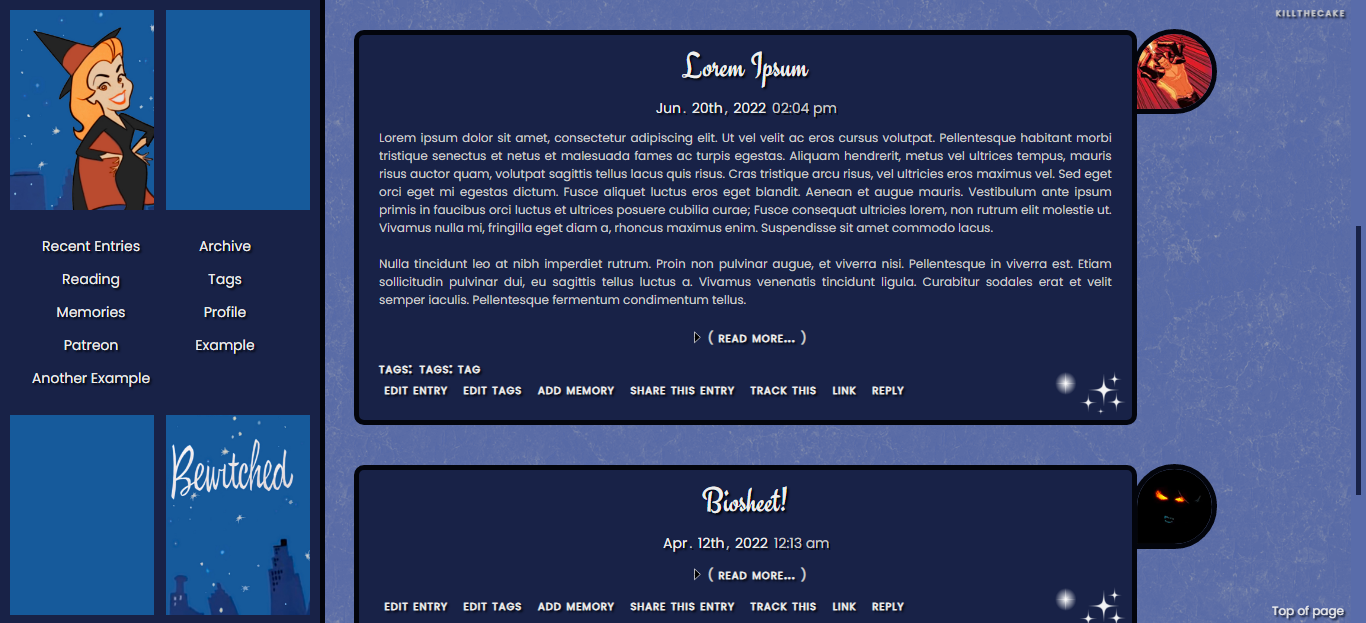 KILLTHECAKE
Recent Entries
Archive
Reading
Tags
Memories
Profile
Patreon
Example
Another Example
Bewitched
Lorem Ipsum
Jun. 20th, 2022 02:04 pm
Lorem ipsum dolor sit amet, consectetur adipiscing elit. Ut vel velit ac eros cursus volutpat. Pellentesque habitant morbi
tristique senectus et netus et malesuada fames ac turpis egestas. Aliquam hendrerit, metus vel ultrices tempus, mauris
risus auctor quam, volutpat sagittis tellus lacus quis risus. Cras tristique arcu risus, vel ultricies eros maximus vel. Sed eget
orci eget mi egestas dictum. Fusce aliquet luctus eros eget blandit. Aenean et augue mauris. Vestibulum ante ipsum
primis in faucibus orci luctus et ultrices posuere cubilia curae; Fusce consequat ultricies lorem, non rutrum elit molestie ut.
Vivamus nulla mi, fringilla eget diam a, rhoncus maximus enim. Suspendisse sit amet commodo lacus.
Nulla tincidunt leo at nibh imperdiet rutrum. Proin non pulvinar augue, et viverra nisi. Pellentesque in viverra est. Etiam
sollicitudin pulvinar dui, eu sagittis tellus luctus a. Vivamus venenatis tincidunt ligula. Curabitur sodales erat et velit
semper iaculis. Pellentesque fermentum condimentum tellus.
( READ MORE... )
TAGS: TAGS: TAG
EDIT ENTRY EDIT TAGS ADD MEMORY SHARE THIS ENTRY TRACK THIS LINK REPLY
Biosheet!
Apr. 12th, 2022 12:13 am
( READ MORE... )
EDIT ENTRY EDIT TAGS ADD MEMORY SHARE THIS ENTRY TRACK THIS LINK REPLY
Top of page